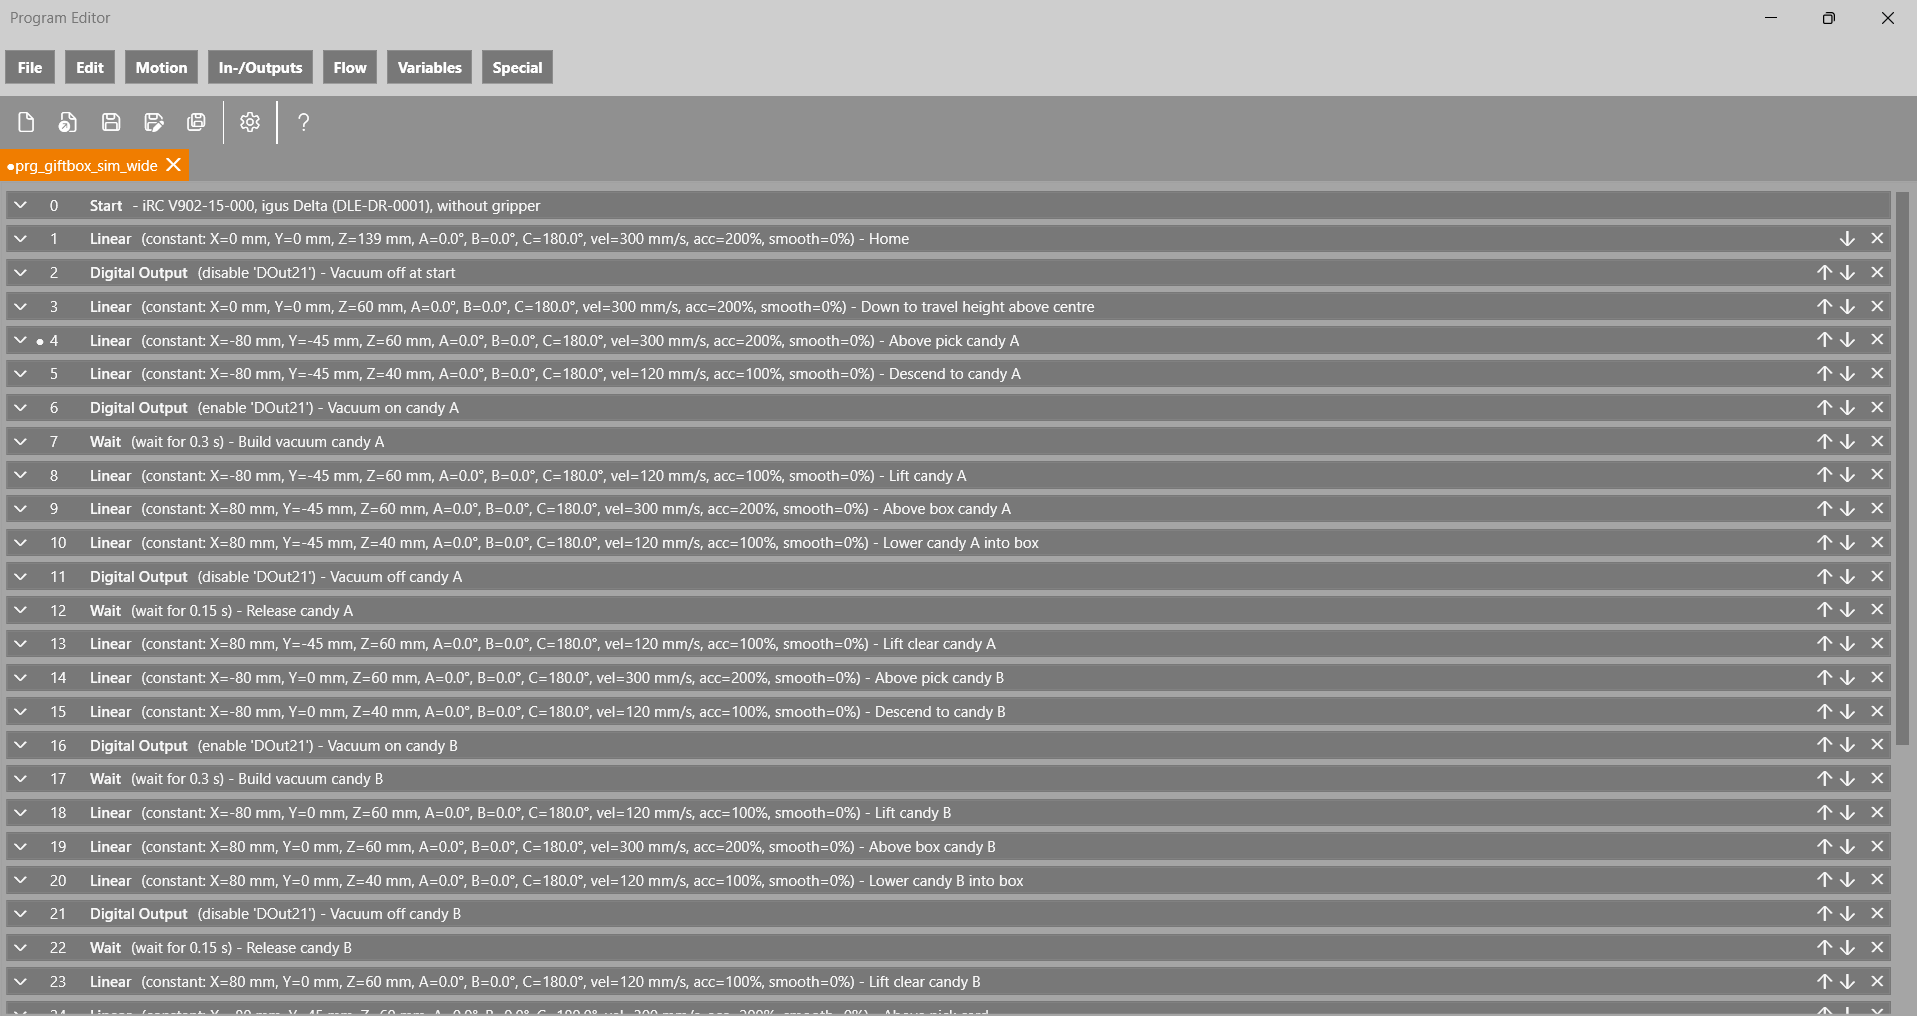 Program Editor
File Edit Motion In-/Outputs Flow Variables Special
?
●prg_giftbox_sim_wide
0 Start - iRC V902-15-000, igus Delta (DLE-DR-0001), without gripper
1 Linear (constant: X=0 mm, Y=0 mm, Z=139 mm, A=0.0°, B=0.0°, C=180.0°, vel=300 mm/s, acc=200%, smooth=0%) - Home
2 Digital Output (disable 'DOut21') - Vacuum off at start
3 Linear (constant: X=0 mm, Y=0 mm, Z=60 mm, A=0.0°, B=0.0°, C=180.0°, vel=300 mm/s, acc=200%, smooth=0%) - Down to travel height above centre
● 4 Linear (constant: X=-80 mm, Y=-45 mm, Z=60 mm, A=0.0°, B=0.0°, C=180.0°, vel=300 mm/s, acc=200%, smooth=0%) - Above pick candy A
5 Linear (constant: X=-80 mm, Y=-45 mm, Z=40 mm, A=0.0°, B=0.0°, C=180.0°, vel=120 mm/s, acc=100%, smooth=0%) - Descend to candy A
6 Digital Output (enable 'DOut21') - Vacuum on candy A
7 Wait (wait for 0.3 s) - Build vacuum candy A
8 Linear (constant: X=-80 mm, Y=-45 mm, Z=60 mm, A=0.0°, B=0.0°, C=180.0°, vel=120 mm/s, acc=100%, smooth=0%) - Lift candy A
9 Linear (constant: X=80 mm, Y=-45 mm, Z=60 mm, A=0.0°, B=0.0°, C=180.0°, vel=300 mm/s, acc=200%, smooth=0%) - Above box candy A
10 Linear (constant: X=80 mm, Y=-45 mm, Z=40 mm, A=0.0°, B=0.0°, C=180.0°, vel=120 mm/s, acc=100%, smooth=0%) - Lower candy A into box
11 Digital Output (disable 'DOut21') - Vacuum off candy A
12 Wait (wait for 0.15 s) - Release candy A
13 Linear (constant: X=80 mm, Y=-45 mm, Z=60 mm, A=0.0°, B=0.0°, C=180.0°, vel=120 mm/s, acc=100%, smooth=0%) - Lift clear candy A
14 Linear (constant: X=-80 mm, Y=0 mm, Z=60 mm, A=0.0°, B=0.0°, C=180.0°, vel=300 mm/s, acc=200%, smooth=0%) - Above pick candy B
15 Linear (constant: X=-80 mm, Y=0 mm, Z=40 mm, A=0.0°, B=0.0°, C=180.0°, vel=120 mm/s, acc=100%, smooth=0%) - Descend to candy B
16 Digital Output (enable 'DOut21') - Vacuum on candy B
17 Wait (wait for 0.3 s) - Build vacuum candy B
18 Linear (constant: X=-80 mm, Y=0 mm, Z=60 mm, A=0.0°, B=0.0°, C=180.0°, vel=120 mm/s, acc=100%, smooth=0%) - Lift candy B
19 Linear (constant: X=80 mm, Y=0 mm, Z=60 mm, A=0.0°, B=0.0°, C=180.0°, vel=300 mm/s, acc=200%, smooth=0%) - Above box candy B
20 Linear (constant: X=80 mm, Y=0 mm, Z=40 mm, A=0.0°, B=0.0°, C=180.0°, vel=120 mm/s, acc=100%, smooth=0%) - Lower candy B into box
21 Digital Output (disable 'DOut21') - Vacuum off candy B
22 Wait (wait for 0.15 s) - Release candy B
23 Linear (constant: X=80 mm, Y=0 mm, Z=60 mm, A=0.0°, B=0.0°, C=180.0°, vel=120 mm/s, acc=100%, smooth=0%) - Lift clear candy B